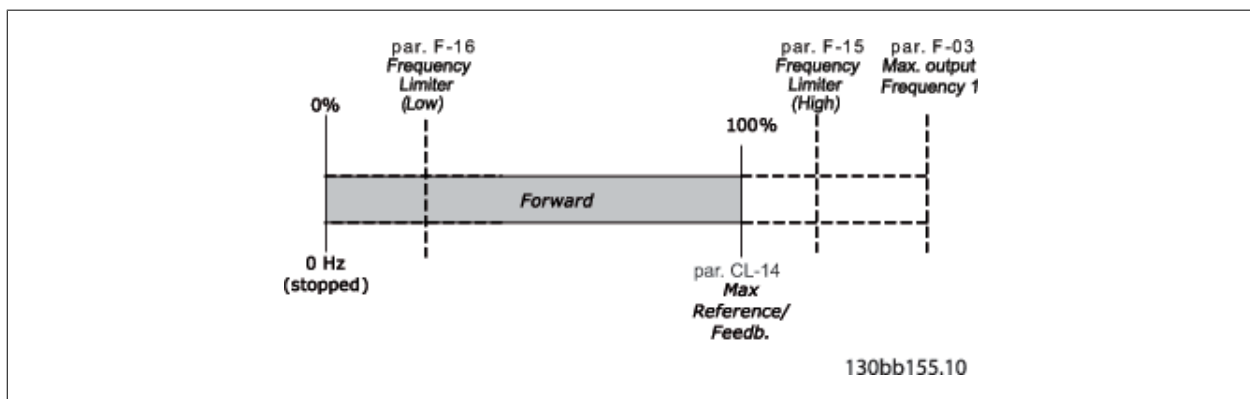 par. F-16
Frequency
Limiter
(Low)
par. F-15
Frequency
Limiter
(High)
par. F-03
Max. output
Frequency 1
0%
100%
Forward
0 Hz
(stopped)
par. CL-14
Max
Reference/
Feedb.
130bb155.10